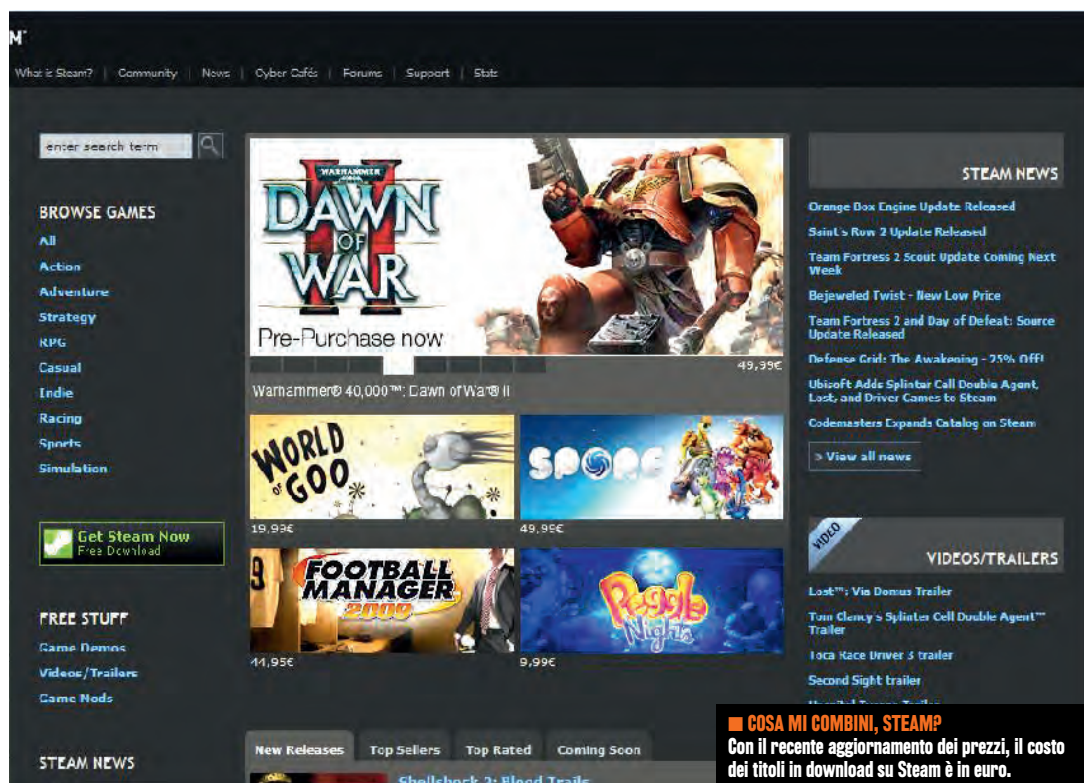 M™
What is Steam? | Community | News | Cyber Cafés | Forums | Support | Stats
enter search term
BROWSE GAMES
All
Action
Adventure
Strategy
RPG
Casual
Indie
Racing
Sports
Simulation
Get Steam Now
Free Download
FREE STUFF
Game Demos
Videos/Trailers
Game Mods
STEAM NEWS
WARHAMMER
40,000
DAWN
OF
WAR
II
Pre-Purchase now
49,99€
Warhammer® 40,000™: Dawn of War® II
WORLD
OF
GOO
19,99€
SPORE
49,99€
9
FOOTBALL
MANAGER
2009
44,95€
Peggle
Nights
9,99€
New Releases
Top Sellers
Top Rated
Coming Soon
Shellshock 2: Blood Trails
STEAM NEWS
Orange Box Engine Update Released
Saint's Row 2 Update Released
Team Fortress 2 Scout Update Coming Next
Week
Bejeweled Twist - New Low Price
Team Fortress 2 and Day of Defeat: Source
Update Released
Defense Grid: The Awakening - 25% Off!
Ubisoft Adds Splinter Cell Double Agent,
Lost, and Driver Games to Steam
Codemasters Expands Catalog on Steam
» View all news
VIDEO
VIDEOS/TRAILERS
Lost™: Via Domus Trailer
Tom Clancy's Splinter Cell Double Agent™
Trailer
Toca Race Driver 3 trailer
Second Sight trailer
■ COSA MI COMBINI, STEAM?
Con il recente aggiornamento dei prezzi, il costo
dei titoli in download su Steam è in euro.